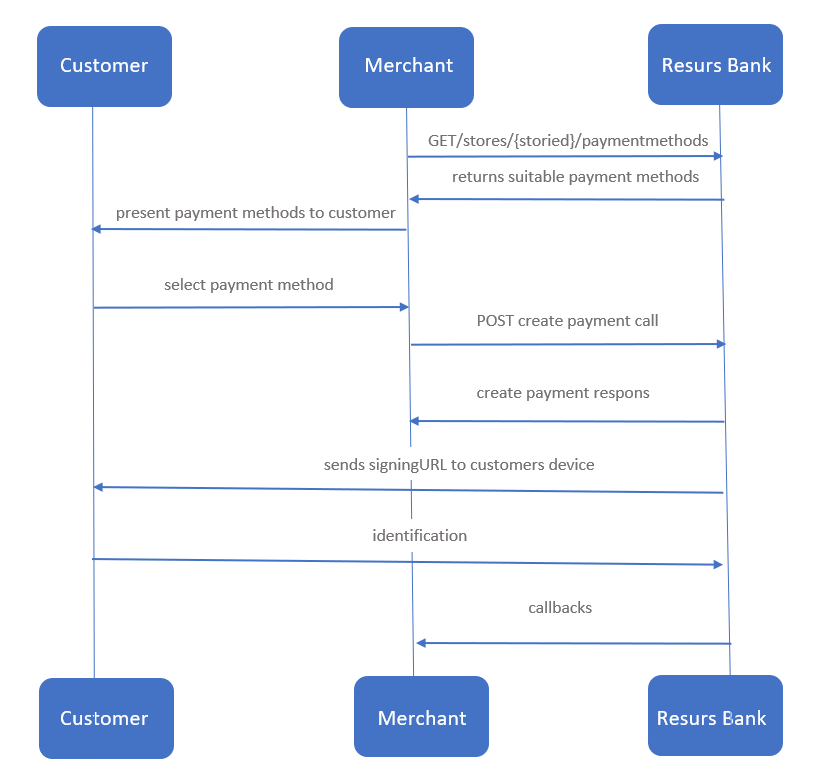 Customer
Merchant
Resurs Bank
GET/stores/{storied}/paymentmethods
returns suitable payment methods
present payment methods to customer
select payment method
POST create payment call
create payment respons
sends signingURL to customers device
identification
callbacks
Customer
Merchant
Resurs Bank